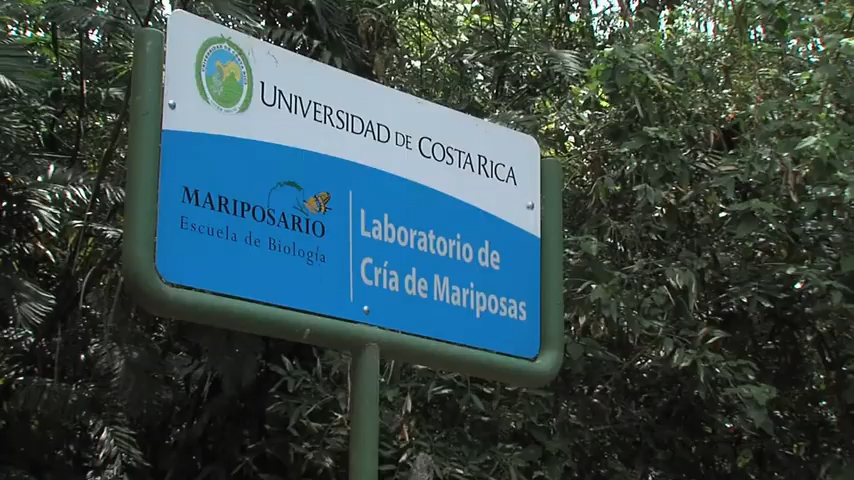 UNIVERSIDAD DE COSTA RICA
MARIPOSARIO
Escuela de Biología
Laboratorio de
Cría de Mariposas